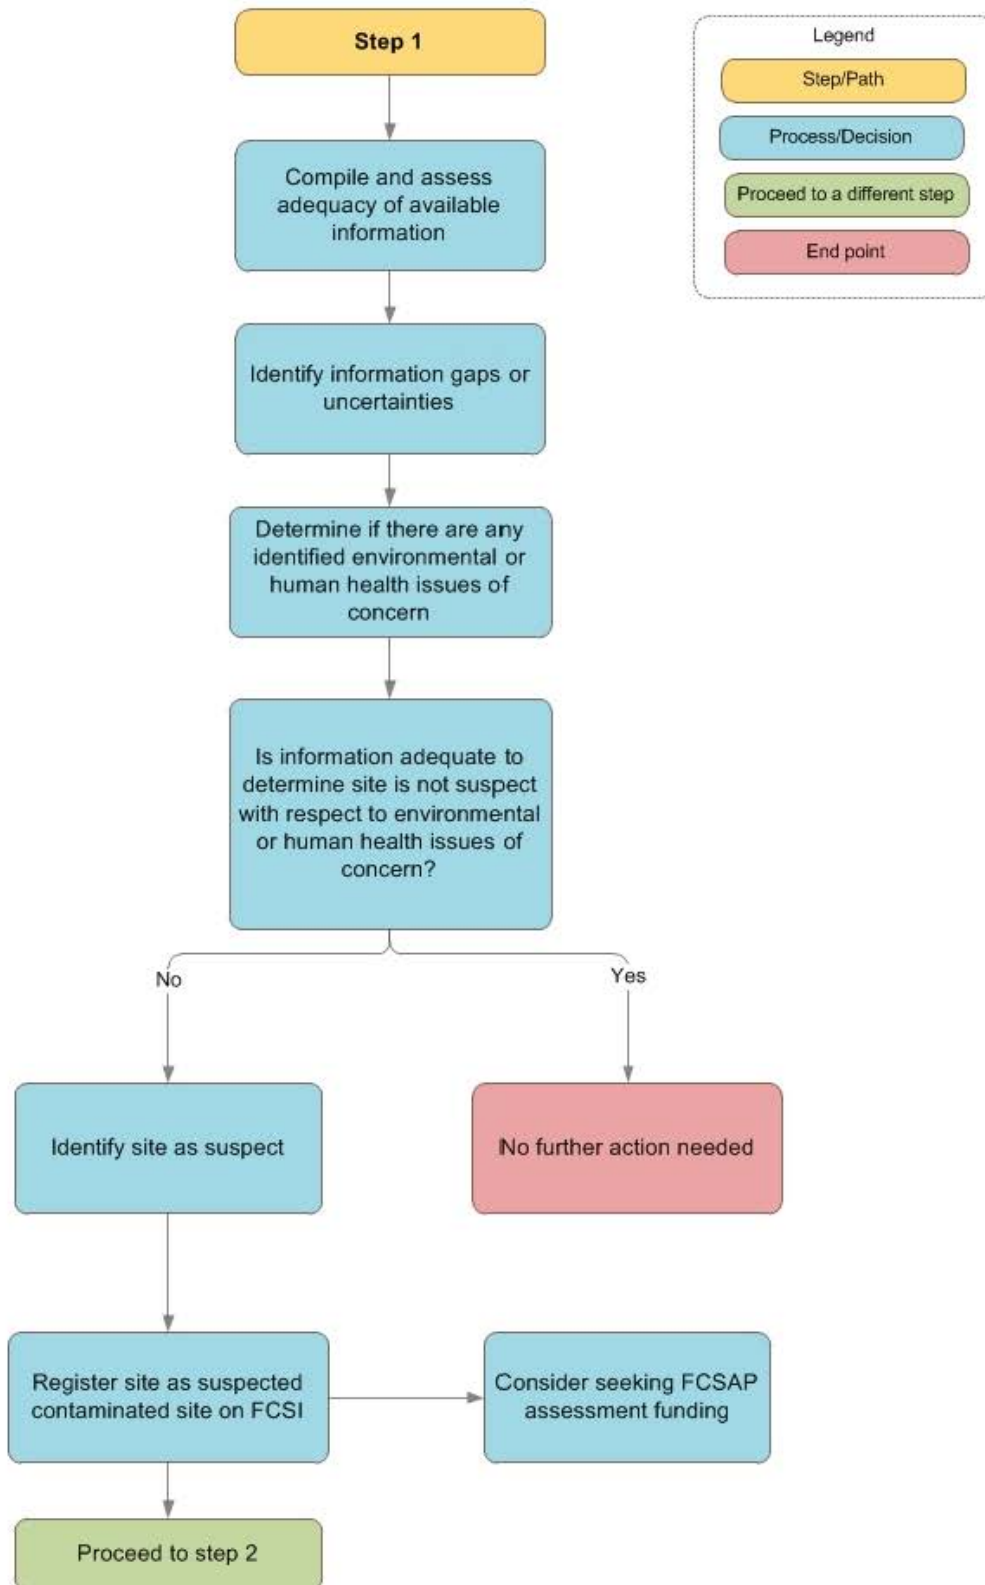 Step 1
Legend
Step/Path
Process/Decision
Proceed to a different step
End point
Compile and assess
adequacy of available
information
Identify information gaps or
uncertainties
Determine if there are any
identified environmental or
human health issues of
concern
Is information adequate to
determine site is not suspect
with respect to environmental
or human health issues of
concern?
No
Yes
Identify site as suspect
No further action needed
Register site as suspected
contaminated site on FCSI
Consider seeking FCSAP
assessment funding
Proceed to step 2